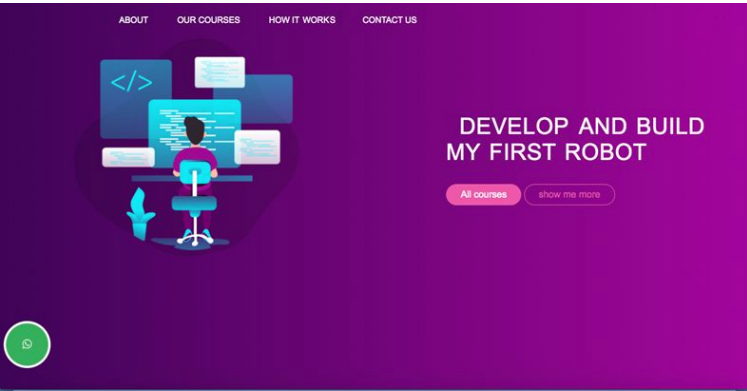 ABOUT OUR COURSES HOW IT WORKS CONTACT US
</>
DEVELOP AND BUILD
MY FIRST ROBOT
All courses show me more